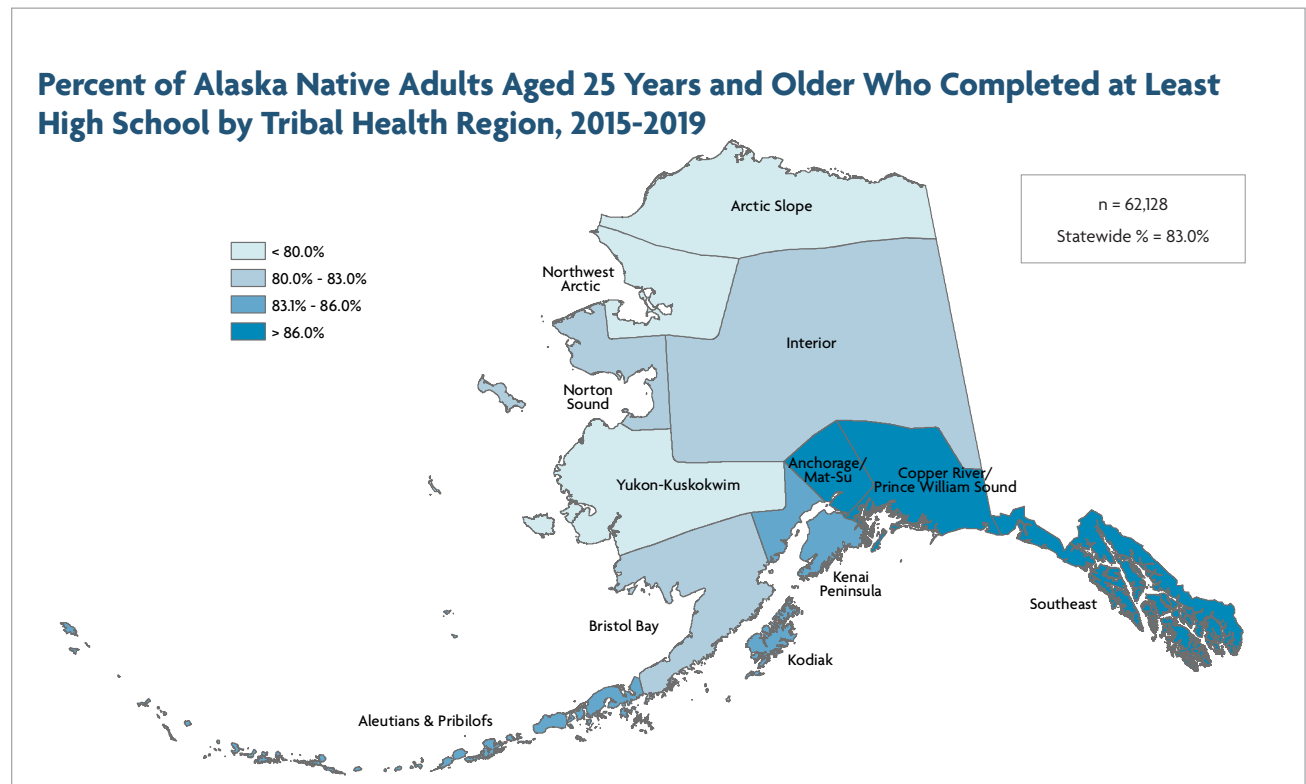 Percent of Alaska Native Adults Aged 25 Years and Older Who Completed at Least
High School by Tribal Health Region, 2015-2019
n = 62,128
Statewide % = 83.0%
< 80.0%
80.0% - 83.0%
83.1% - 86.0%
> 86.0%
Arctic Slope
Northwest
Arctic
Interior
Norton
Sound
Anchorage/
Mat-Su
Copper River/
Prince William Sound
Yukon-Kuskokwim
Kenai
Peninsula
Southeast
Bristol Bay
Kodiak
Aleutians & Pribilofs